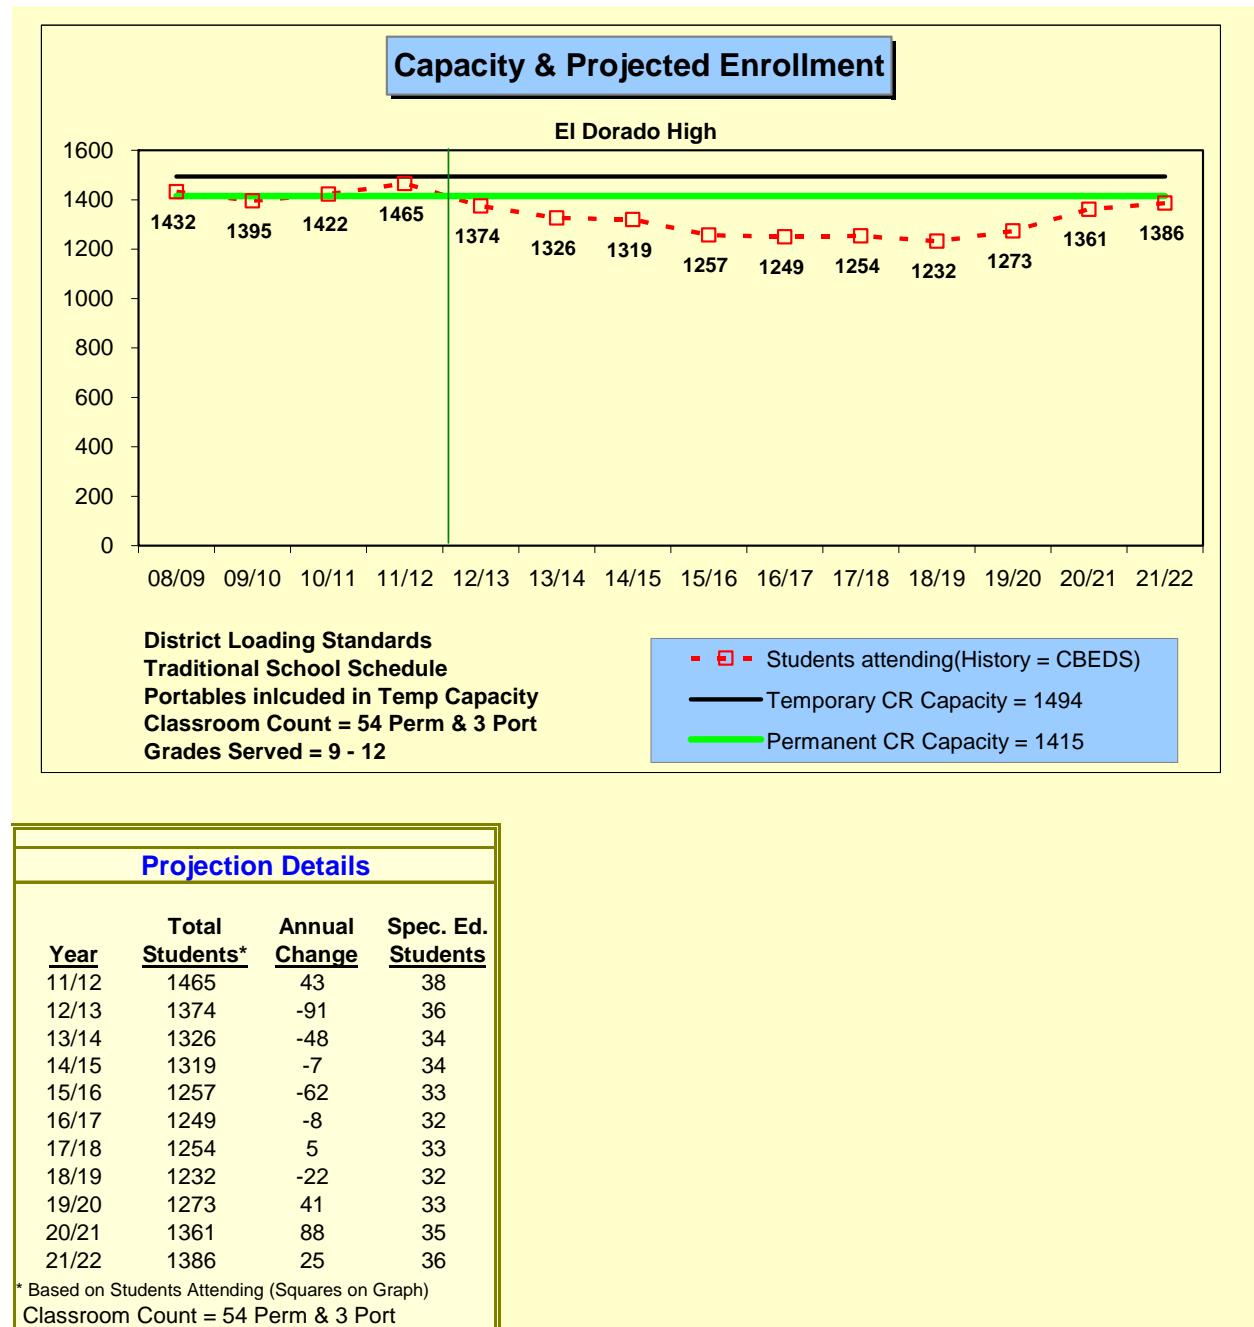 Capacity & Projected Enrollment
El Dorado High
1600
1400
1200
1000
800
600
400
200
0
1432 1395 1422 1465 1374 1326 1319 1257 1249 1254 1232 1273 1361 1386
08/09 09/10 10/11 11/12 12/13 13/14 14/15 15/16 16/17 17/18 18/19 19/20 20/21 21/22
District Loading Standards
Traditional School Schedule
Portables inlcuded in Temp Capacity
Classroom Count = 54 Perm & 3 Port
Grades Served = 9 - 12
Students attending(History = CBEDS)
Temporary CR Capacity = 1494
Permanent CR Capacity = 1415
Projection Details
Total Annual Spec. Ed.
Year Students* Change Students
11/12 1465 43 38
12/13 1374 -91 36
13/14 1326 -48 34
14/15 1319 -7 34
15/16 1257 -62 33
16/17 1249 -8 32
17/18 1254 5 33
18/19 1232 -22 32
19/20 1273 41 33
20/21 1361 88 35
21/22 1386 25 36
* Based on Students Attending (Squares on Graph)
Classroom Count = 54 Perm & 3 Port